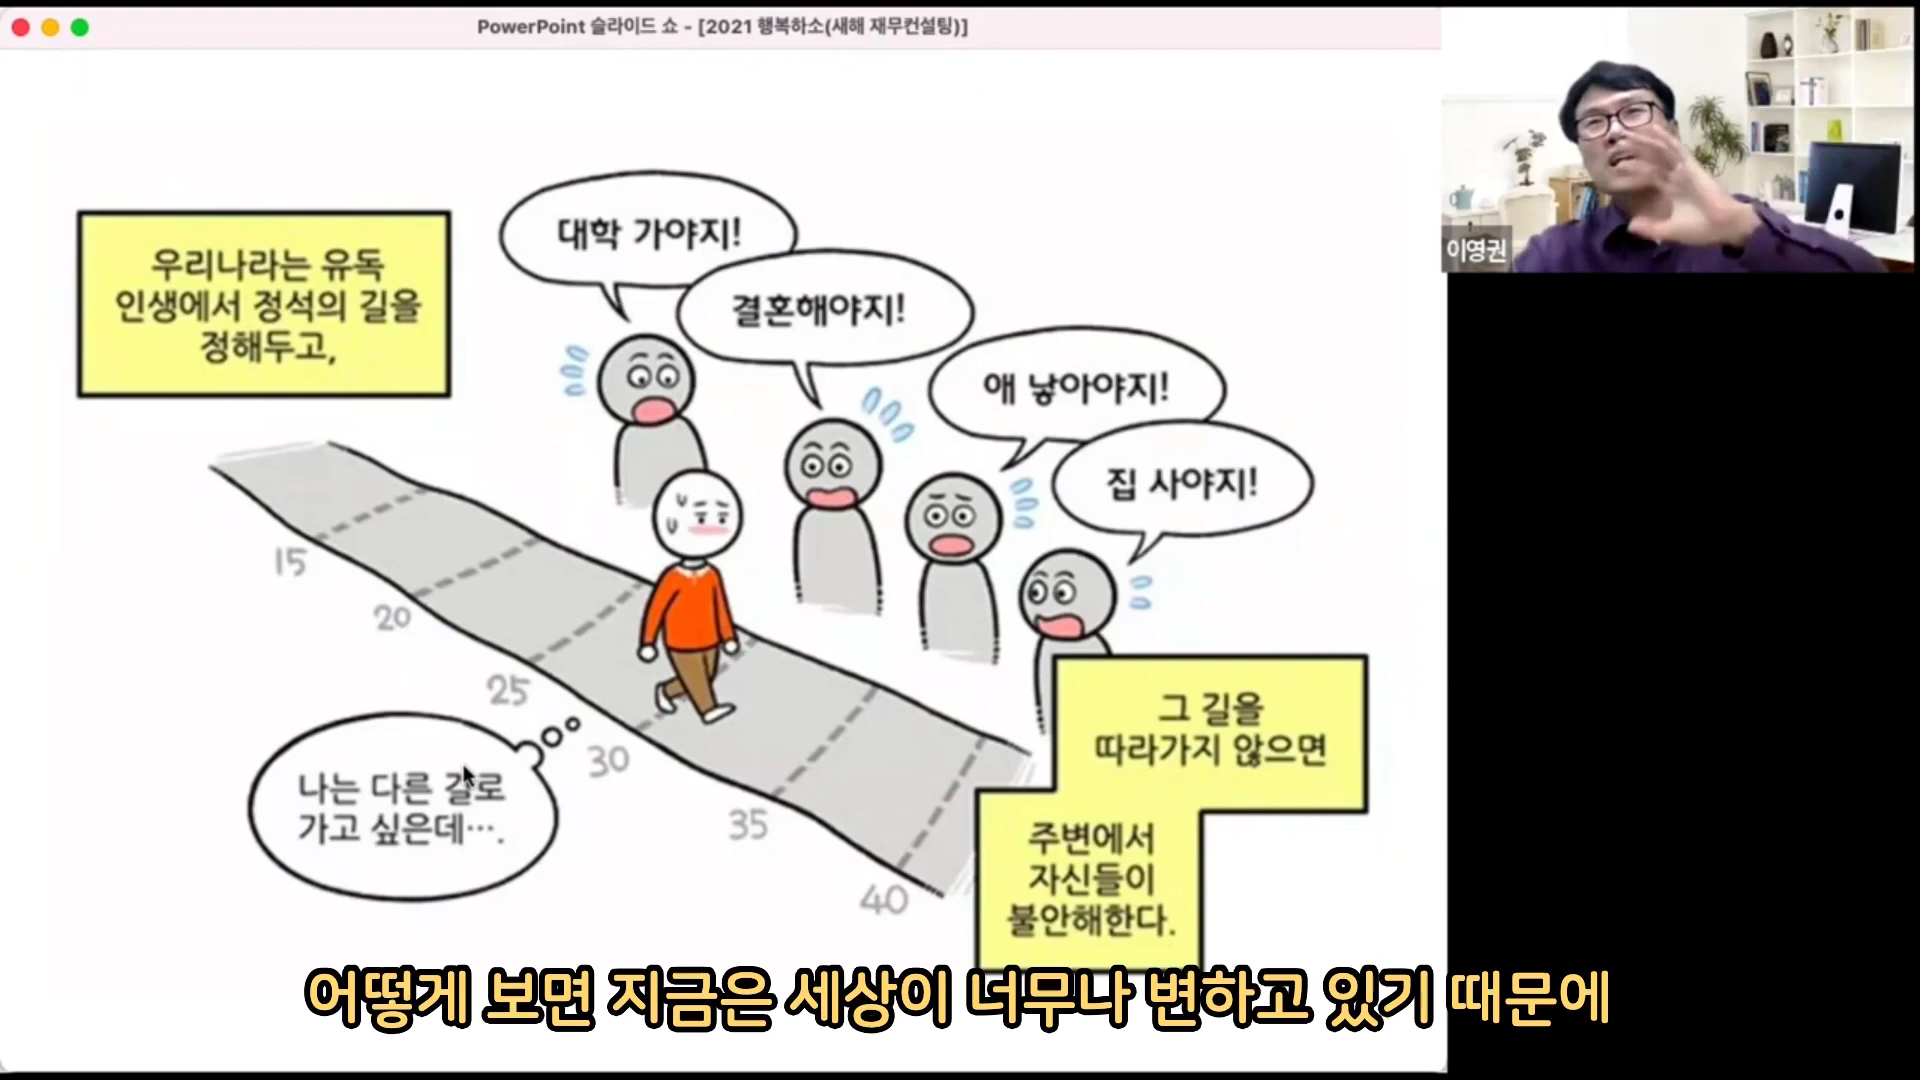 PowerPoint 슬라이드 쇼 - [2021 행복하소(새해 재무컨설팅)]
이영권
우리나라는 유독
인생에서 정석의 길을
정해두고,
대학 가야지!
결혼해야지!
애 낳아야지!
집 사야지!
15
20
25
30
35
40
나는 다른 길로
가고 싶은데….
그 길을
따라가지 않으면
주변에서
자신들이
불안해한다.
어떻게 보면 지금은 세상이 너무나 변하고 있기 때문에